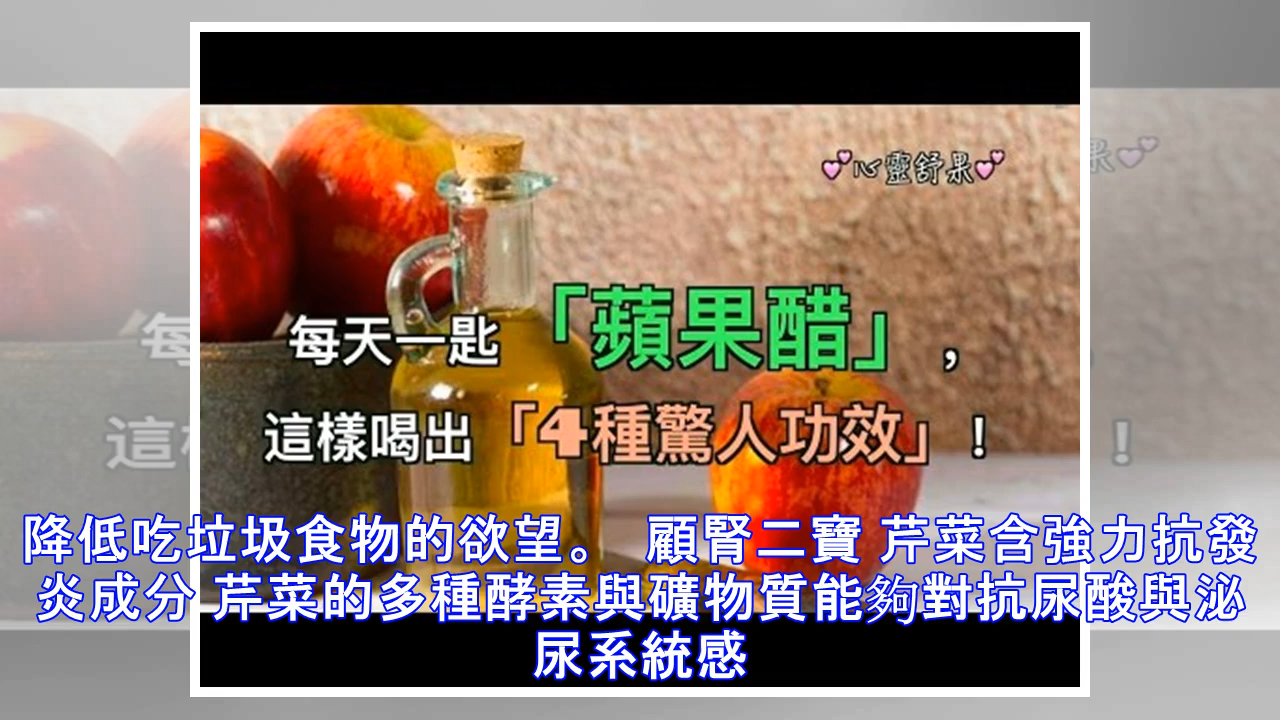 💕心靈舒果💕
果💕
每天一匙「蘋果醋」，
每
這樣喝出「4種驚人功效」！
這
！
降低吃垃圾食物的欲望。 顧腎二寶 芹菜含強力抗發
炎成分 芹菜的多種酵素與礦物質能夠對抗尿酸與泌
尿系統感